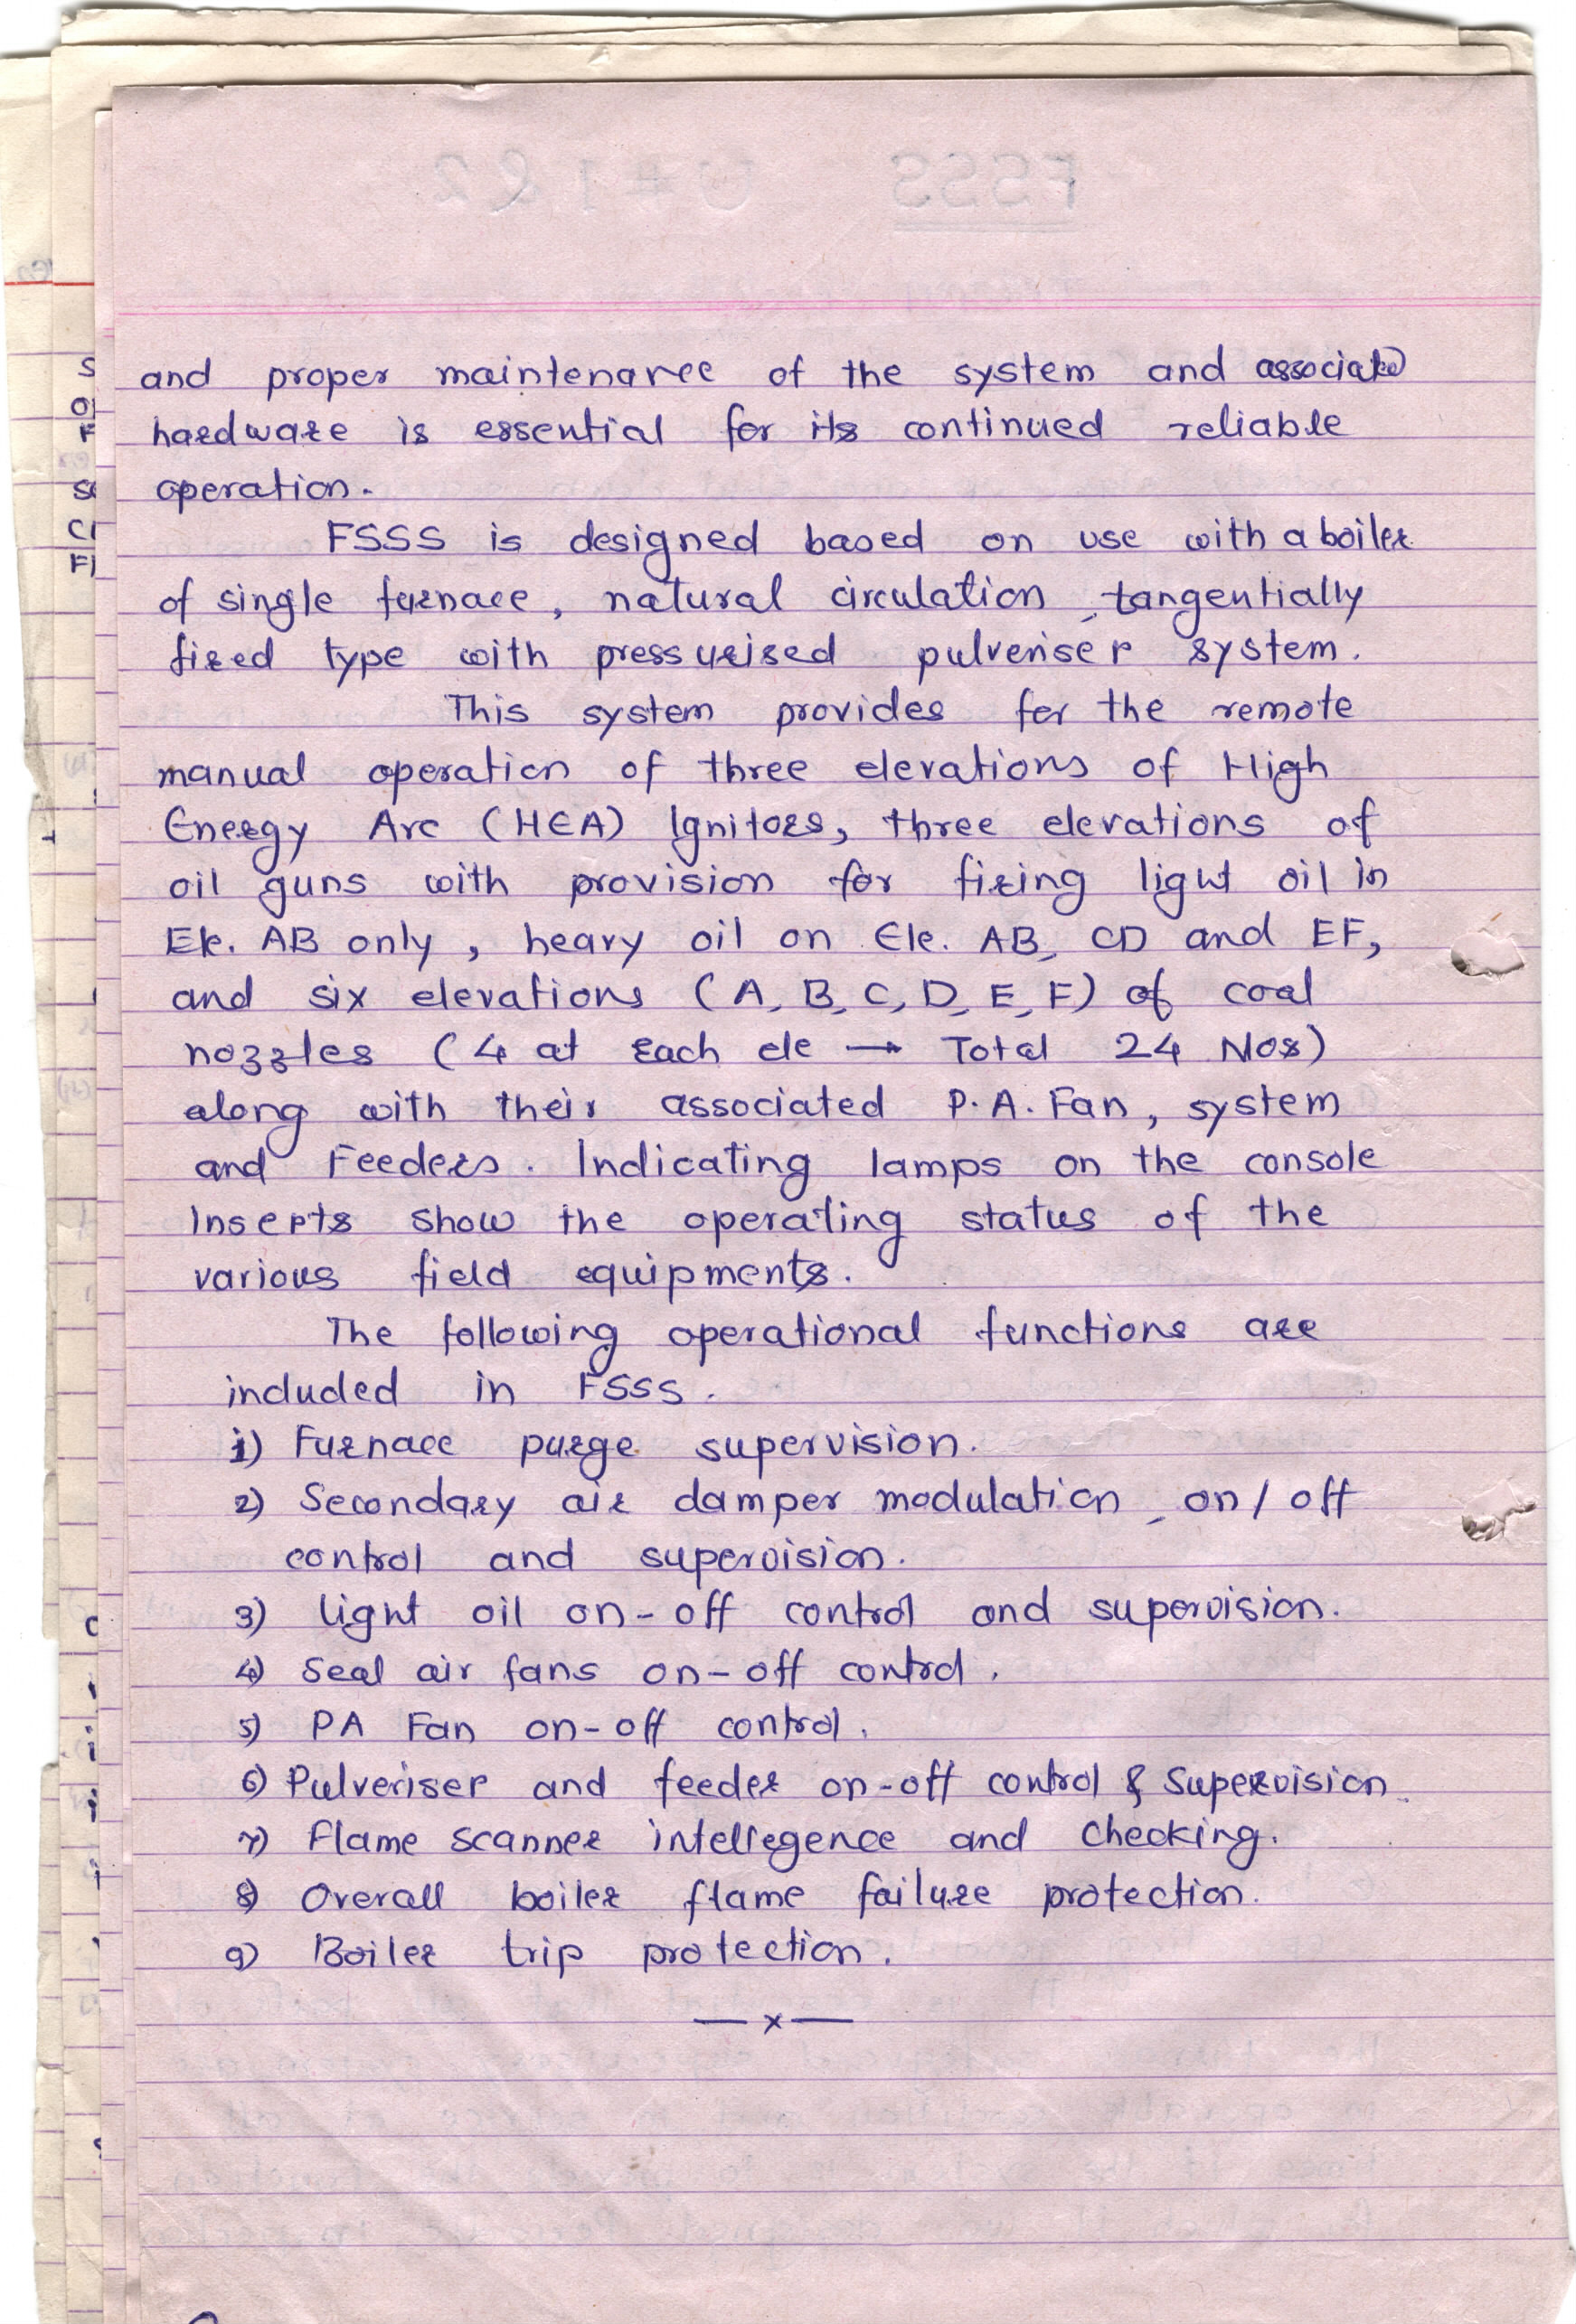 and proper maintenance of the system and associated
hardware is essential for its continued reliable
operation.
FSSS is designed based on use with a boiler
of single furnace, natural circulation, tangentially
fired type with pressurised pulveriser system.
This system provides for the remote
manual operation of three elevations of High
Energy Arc (HEA) Ignitors, three elevations of
oil guns with provision for firing light oil in
Ele. AB only, heavy oil on Ele. AB, CD and EF,
and six elevations (A, B, C, D, E, F) of coal
nozzles (4 at Each ele → Total 24 Nos)
along with their associated P.A. Fan, system
and Feeders. Indicating lamps on the console
Inserts show the operating status of the
various field equipments.
The following operational functions are
included in FSSS.
1) Furnace purge supervision.
2) Secondary air damper modulation, on/off
control and supervision.
3) light oil on-off control and supervision.
4) Seal air fans on-off control.
5) PA Fan on-off control.
6) Pulveriser and feeder on-off control & Supervision.
7) Flame scanner intellegence and checking.
8) Overall boiler flame failure protection.
9) Boiler trip protection.
— x —